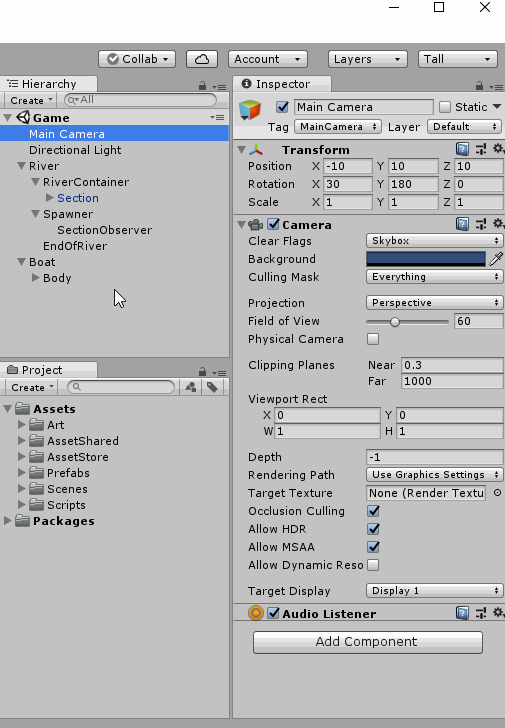 Collab Account Layers Tall
Hierarchy
Create All
Game
Main Camera
Directional Light
River
RiverContainer
Section
Spawner
SectionObserver
EndOfRiver
Boat
Body
Project
Create
Assets
Art
AssetShared
AssetStore
Prefabs
Scenes
Scripts
Packages
Inspector
Main Camera Static
Tag MainCamera Layer Default
Transform
Position X -10 Y 10 Z 10
Rotation X 30 Y 180 Z 0
Scale X 1 Y 1 Z 1
Camera
Clear Flags Skybox
Background
Culling Mask Everything
Projection Perspective
Field of View 60
Physical Camera
Clipping Planes Near 0.3
Far 1000
Viewport Rect
X 0 Y 0
W 1 H 1
Depth -1
Rendering Path Use Graphics Settings
Target Texture None (Render Textu
Occlusion Culling
Allow HDR
Allow MSAA
Allow Dynamic Reso
Target Display Display 1
Audio Listener
Add Component